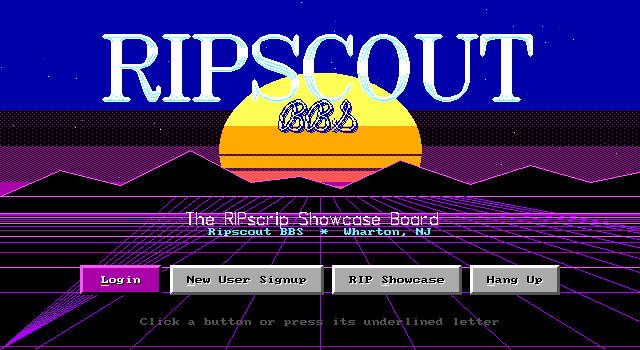 RIPSCOUT
BBS
The RIPscrip Showcase Board
Ripscout BBS * Wharton, NJ
Login New User Signup RIP Showcase Hang Up
Click a button or press its underlined letter